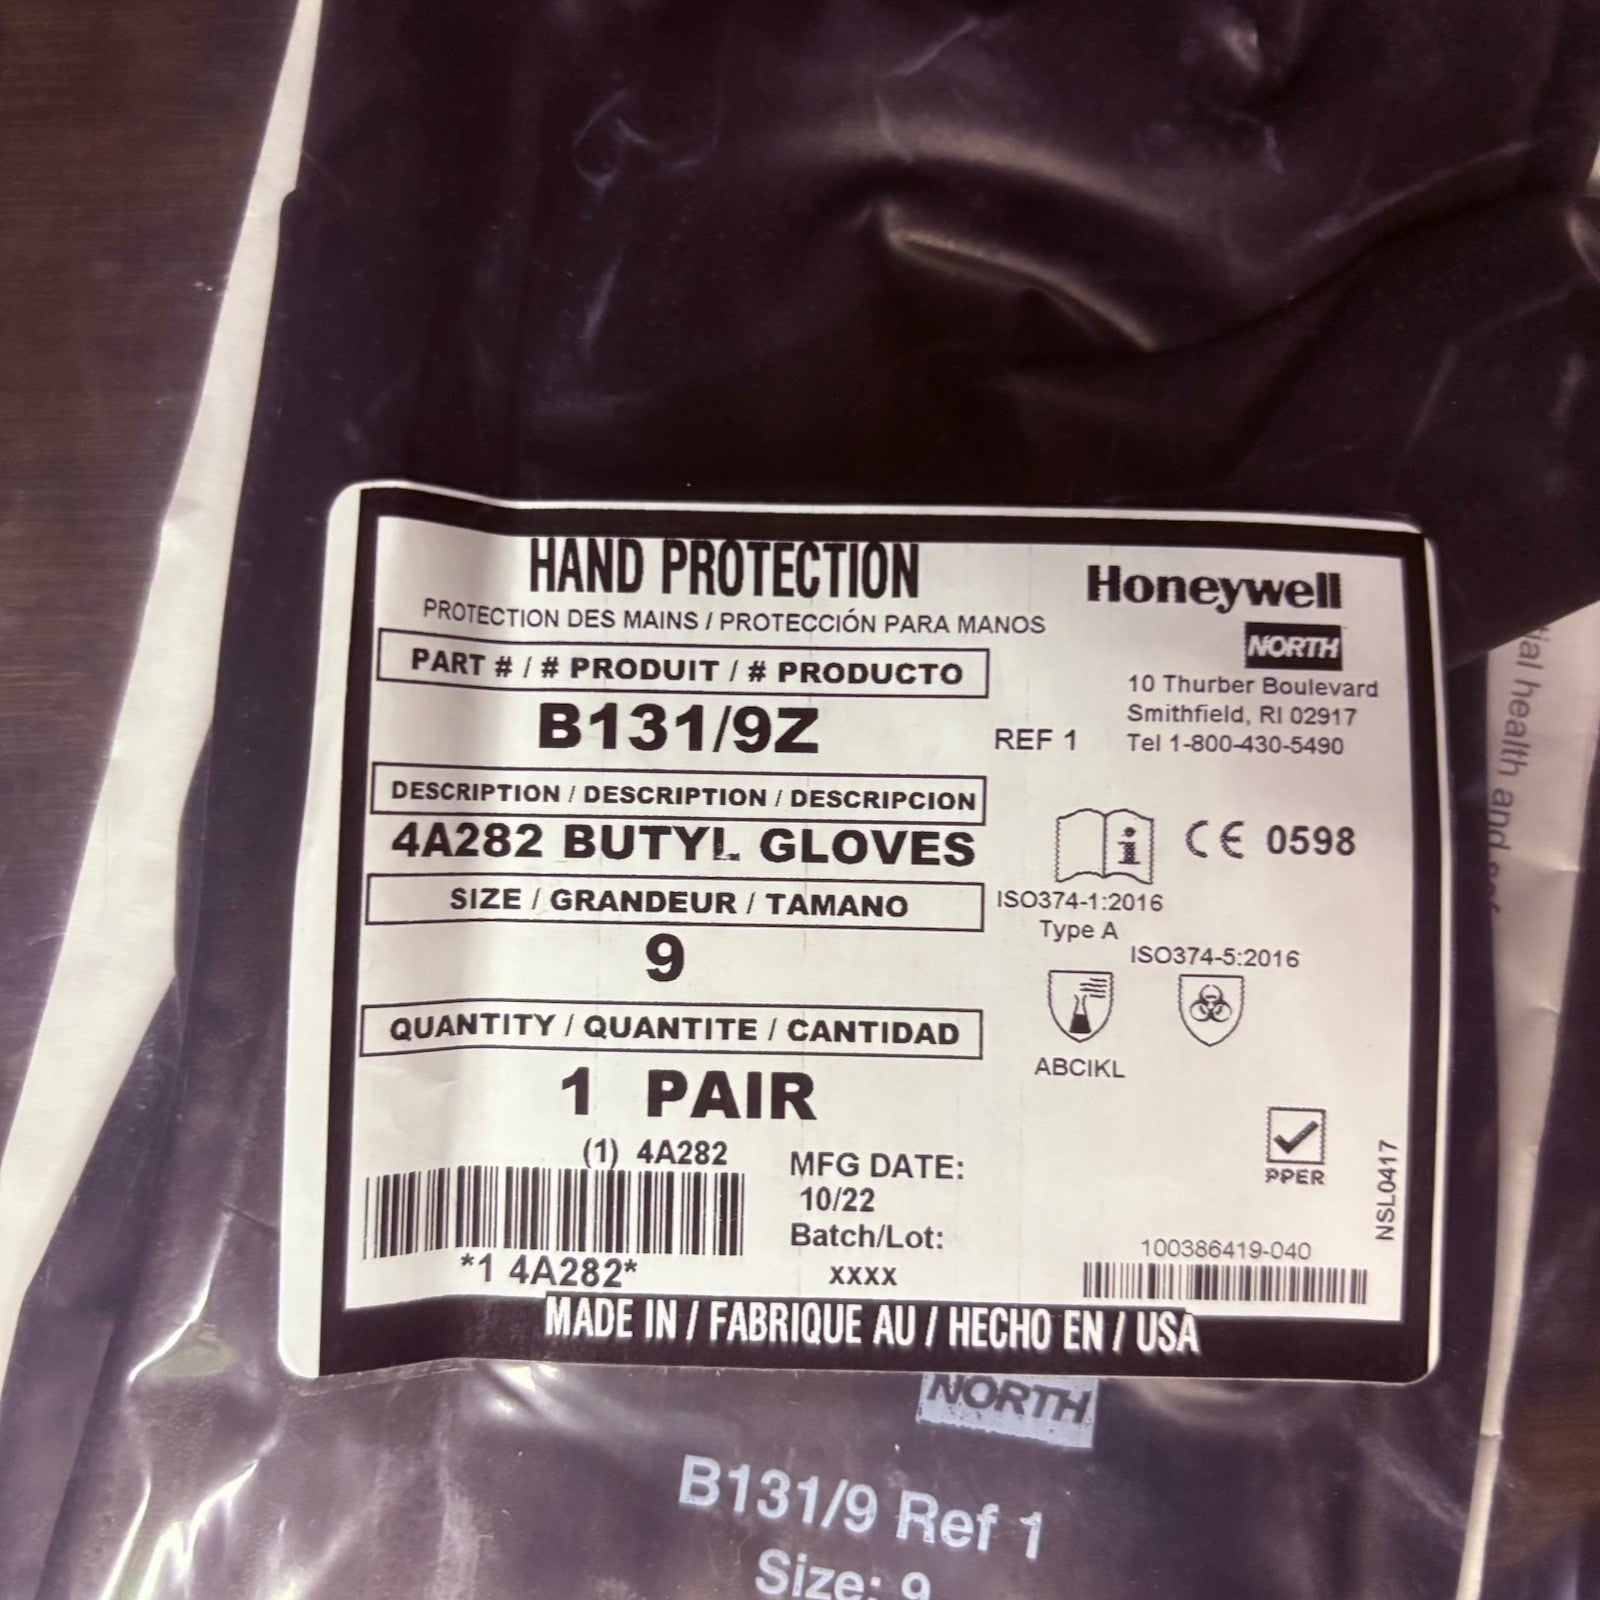 HAND PROTECTION
PROTECTION DES MAINS / PROTECCIÓN PARA MANOS
Honeywell
NORTH
10 Thurber Boulevard
Smithfield, RI 02917
Tel 1-800-430-5490
PART # / # PRODUIT / # PRODUCTO
B131/9Z
REF 1
DESCRIPTION / DESCRIPTION / DESCRIPCION
4A282 BUTYL GLOVES
SIZE / GRANDEUR / TAMANO
9
QUANTITY / QUANTITE / CANTIDAD
1 PAIR
(1) 4A282
*1 4A282*
MFG DATE:
10/22
Batch/Lot:
XXXX
i
CE 0598
ISO374-1:2016
Type A
ISO374-5:2016
ABCIKL
PPER
NSL0417
100386419-040
MADE IN / FABRIQUE AU / HECHO EN / USA
NORTH
B131/9 Ref 1
Size: 9
health and